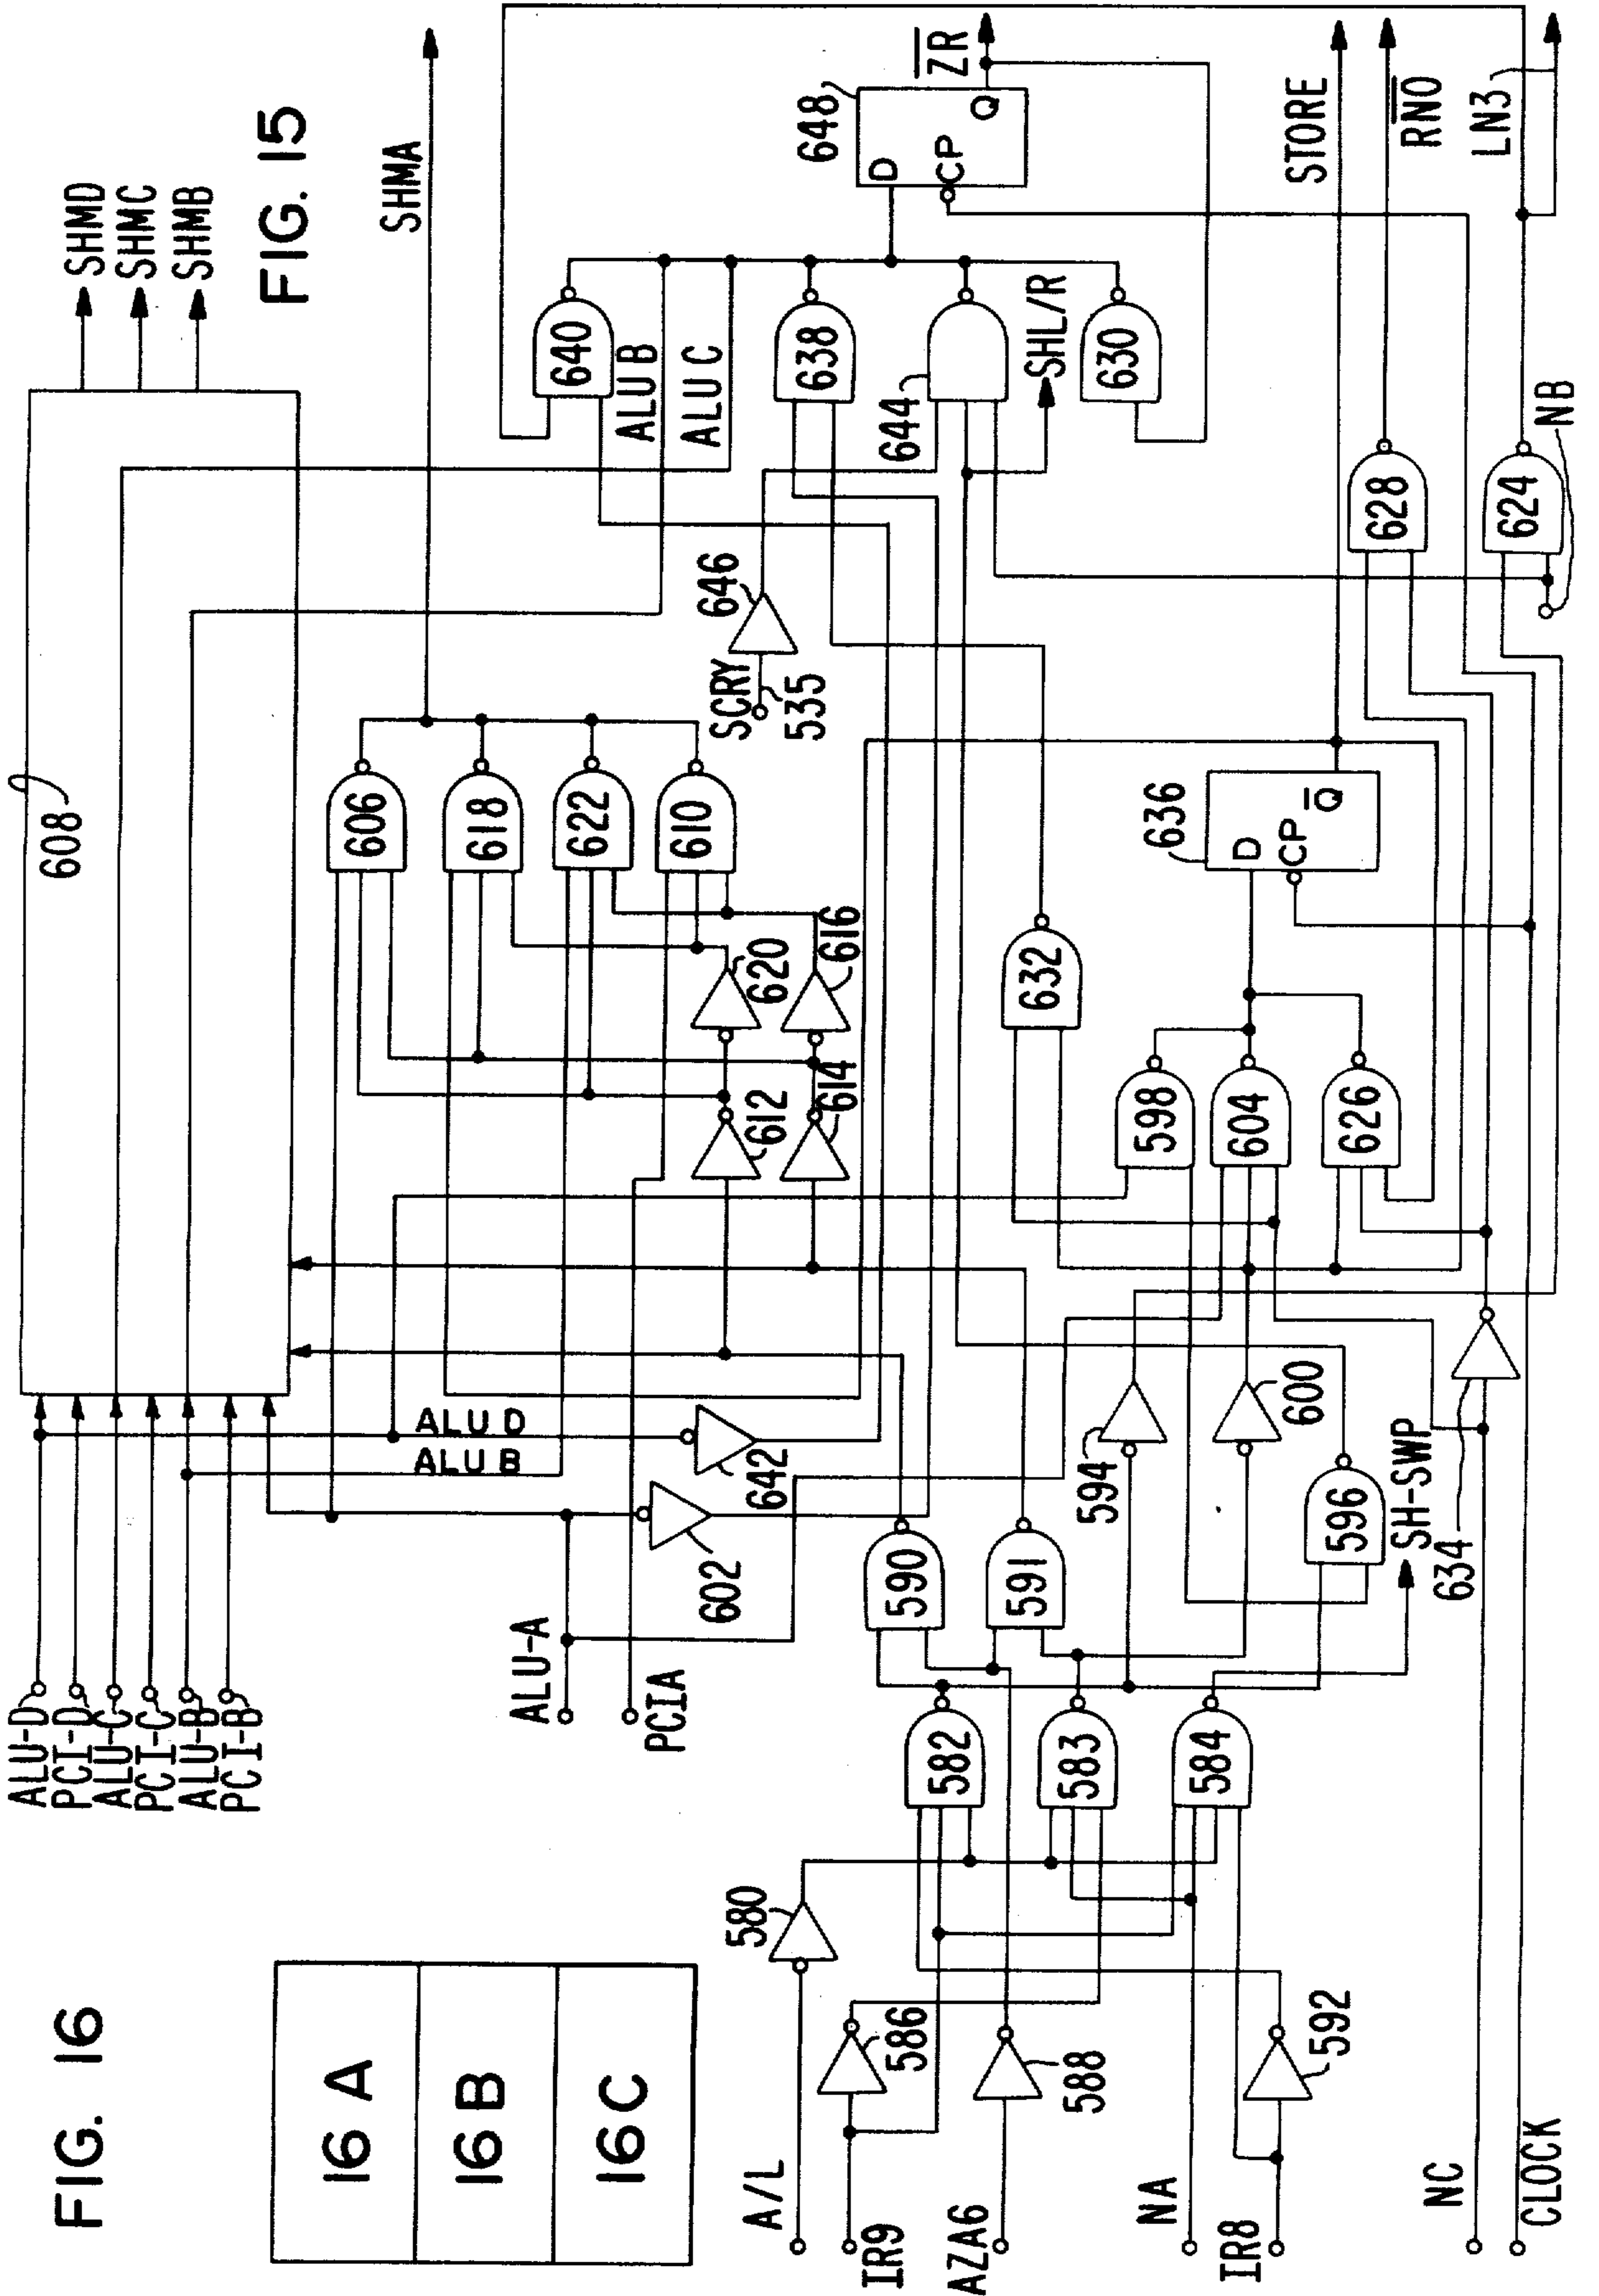 FIG. 15
FIG. 16
16 A
16 B
16 C
ALU-D
PCI-D
ALU-C
PCI-C
ALU-B
PCI-B
608
SHMD
SHMC
SHMB
SHMA
ALU D
ALU B
642
602
ALU-A
PCIA
606
618
622
610
620
616
612
614
640
ALU B
ALU C
638
644
SHL/R
630
646
SCRY
535
648
D
CP
Q
ZR
STORE
RNO
LN3
628
624
NB
636
D
CP
Q
632
598
604
626
594
600
634
596
SH-SWP
590
591
582
583
584
580
586
588
592
A/L
IR9
AZA6
NA
IR8
NC
CLOCK